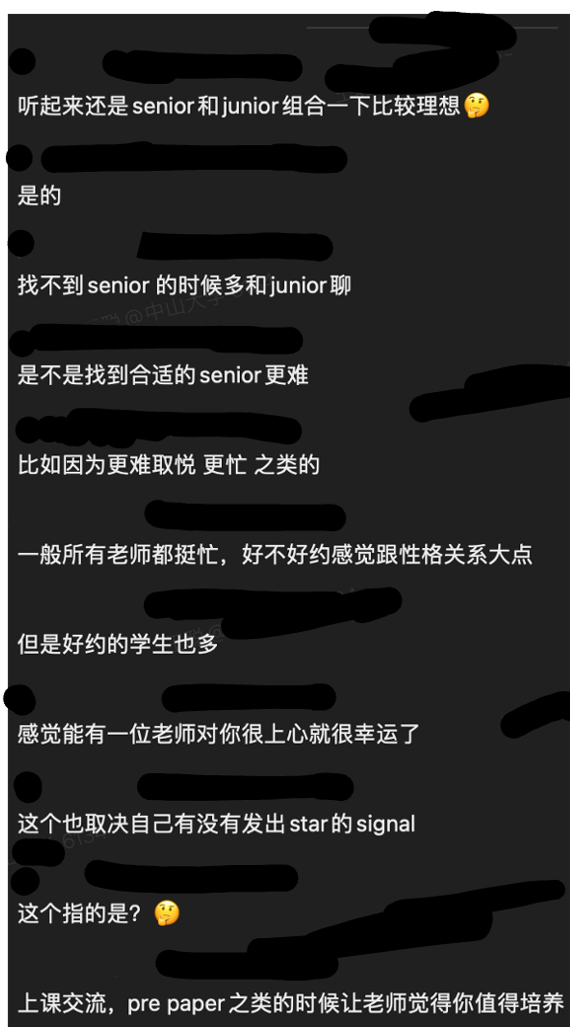 听起来还是senior和junior组合一下比较理想🤔
是的
找不到senior 的时候多和junior聊
@中山大学
是不是找到合适的senior更难
比如因为更难取悦 更忙 之类的
一般所有老师都挺忙，好不好约感觉跟性格关系大点
但是好约的学生也多
感觉能有一位老师对你很上心就很幸运了
这个也取决自己有没有发出star的signal
这个指的是？🤔
上课交流，pre paper之类的时候让老师觉得你值得培养